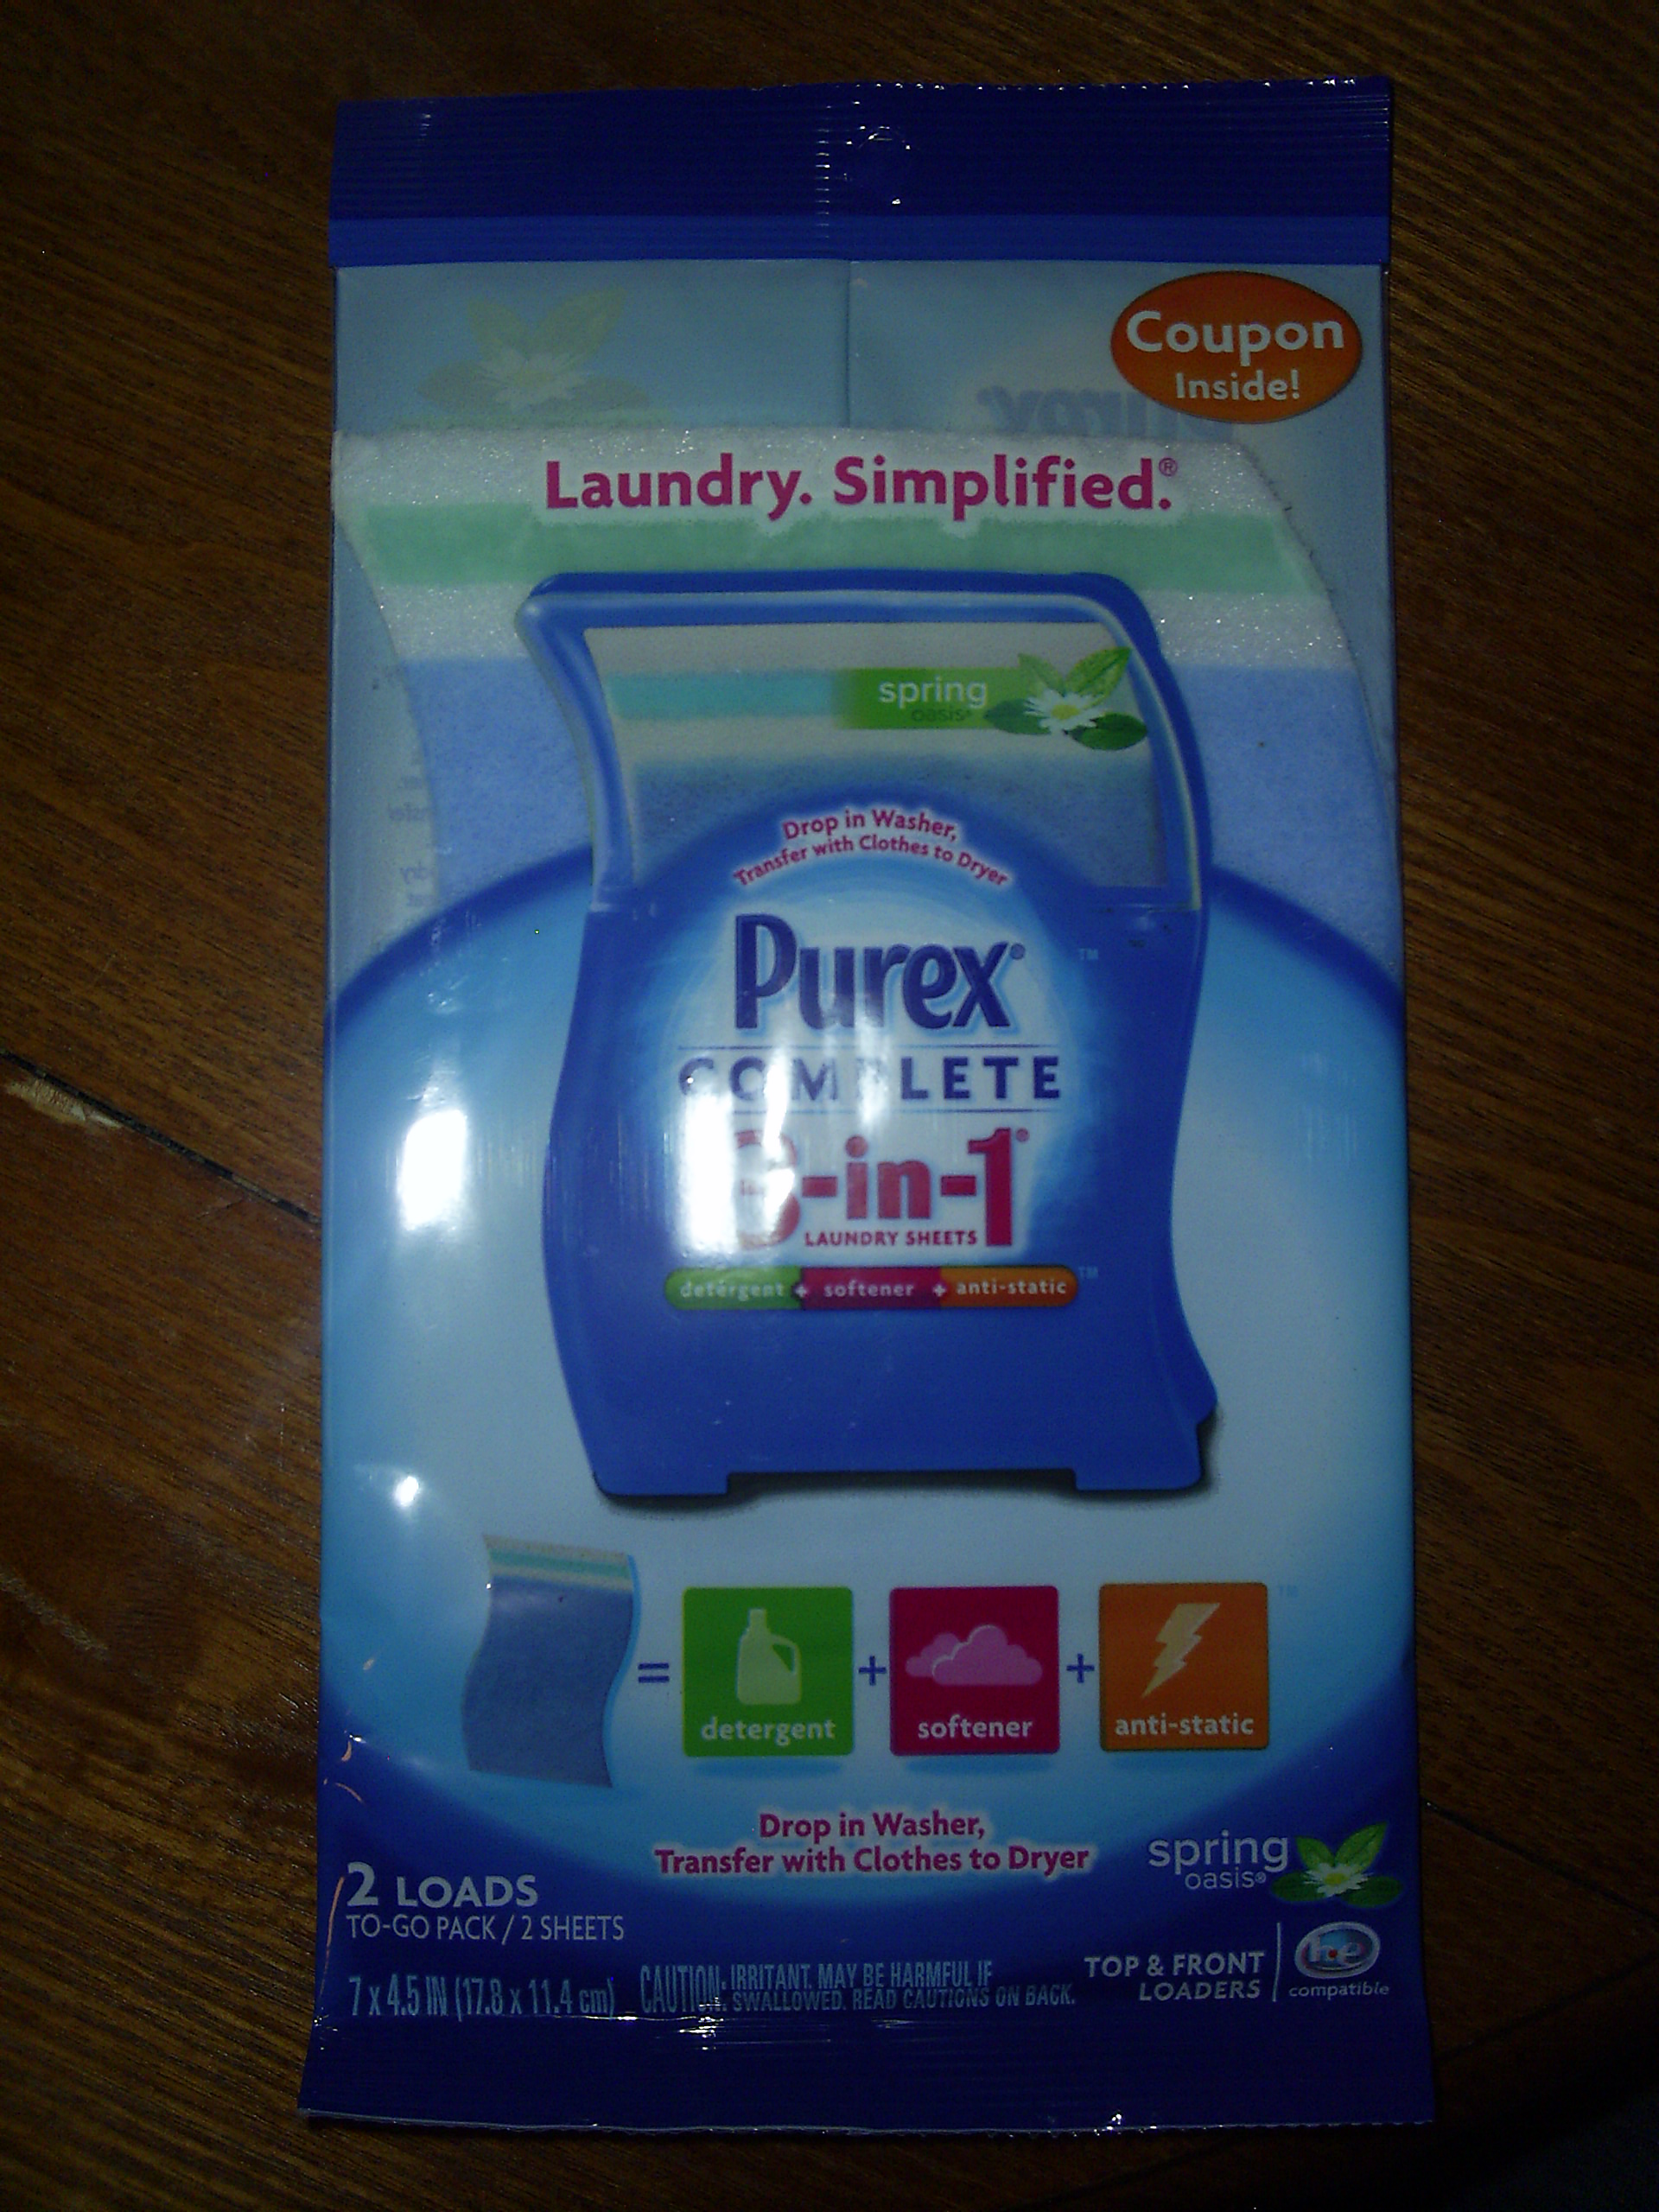 Coupon
Inside!
Laundry. Simplified.®
spring
oasis®
Drop in Washer,
Transfer with Clothes to Dryer
Purex®
COMPLETE
3-in-1®
LAUNDRY SHEETS
detergent + softener + anti-static
= detergent + softener + anti-static
Drop in Washer,
Transfer with Clothes to Dryer
spring
oasis®
2 LOADS
TO-GO PACK / 2 SHEETS
7 x 4.5 IN (17.8 x 11.4 cm)
CAUTION: IRRITANT. MAY BE HARMFUL IF
SWALLOWED. READ CAUTIONS ON BACK.
TOP & FRONT
LOADERS
he
compatible